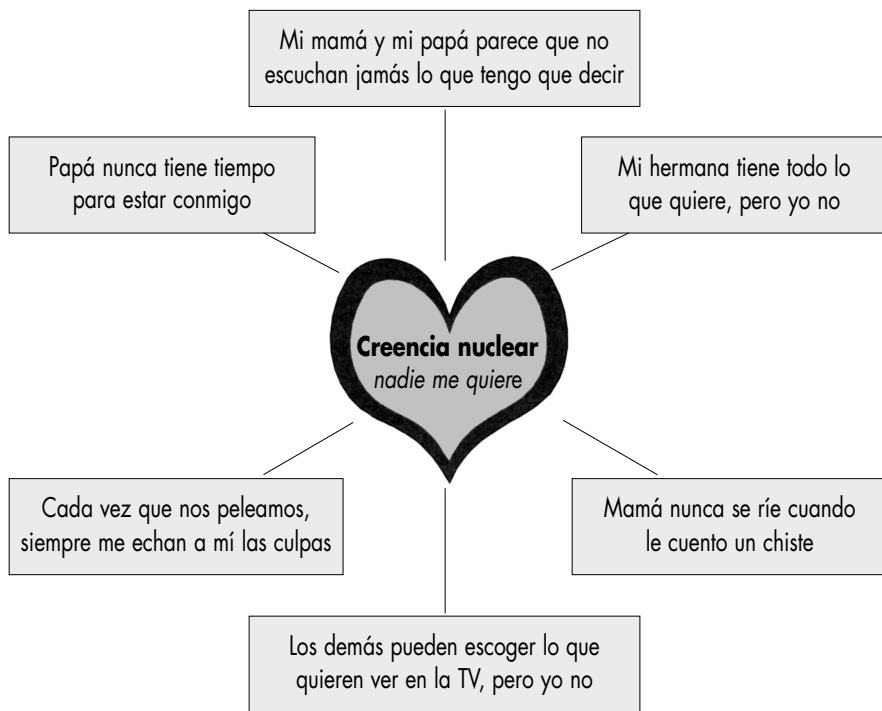 Mi mamá y mi papá parece que no
escuchan jamás lo que tengo que decir
Papá nunca tiene tiempo
para estar conmigo
Mi hermana tiene todo lo
que quiere, pero yo no
Creencia nuclear
nadie me quiere
Cada vez que nos peleamos,
siempre me echan a mí las culpas
Mamá nunca se ríe cuando
le cuento un chiste
Los demás pueden escoger lo que
quieren ver en la TV, pero yo no